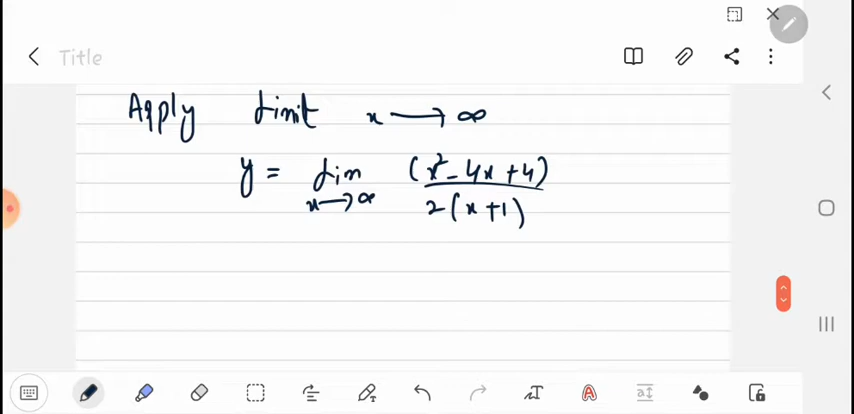 Title
Apply Limit x ⟶ ∞
y = Lim (x² - 4x + 4)
x⟶∞ 2(x + 1)
T A a